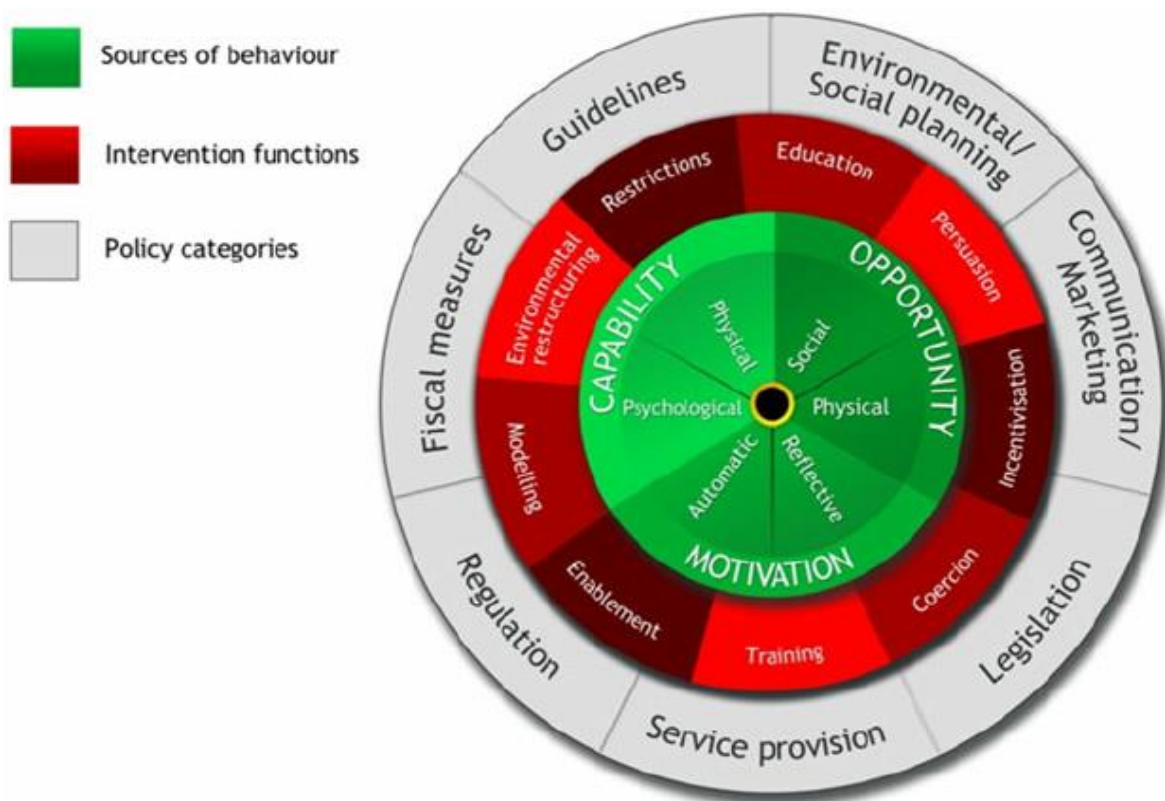 Sources of behaviour
Intervention functions
Policy categories
Guidelines
Environmental/
Social planning
Communication/
Marketing
Legislation
Service provision
Regulation
Fiscal measures
Restrictions
Education
Persuasion
Incentivisation
Coercion
Training
Enablement
Modelling
Environmental
restructuring
CAPABILITY
OPPORTUNITY
MOTIVATION
Physical
Social
Physical
Reflective
Automatic
Psychological